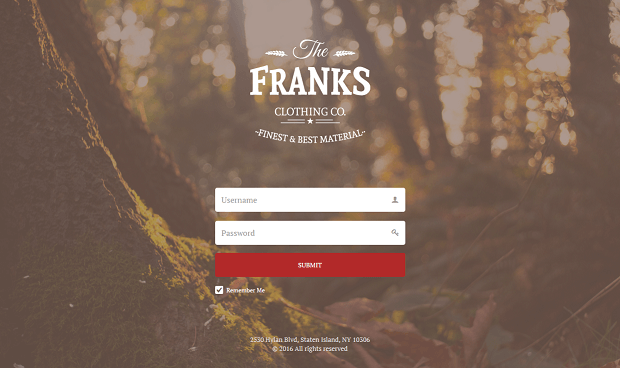 The
FRANKS
CLOTHING CO.
~FINEST & BEST MATERIAL~
Username
Password
SUBMIT
Remember Me
2530 Hylan Blvd, Staten Island, NY 10306
© 2016 All rights reserved